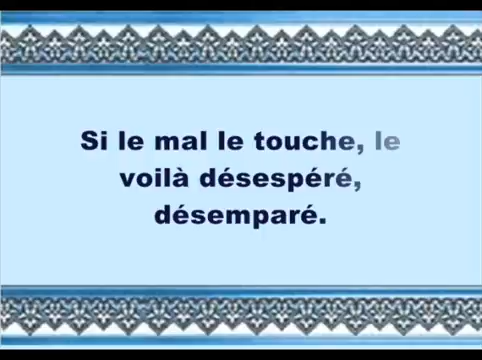 Si le mal le touche, le
voilà désespéré,
désemparé.